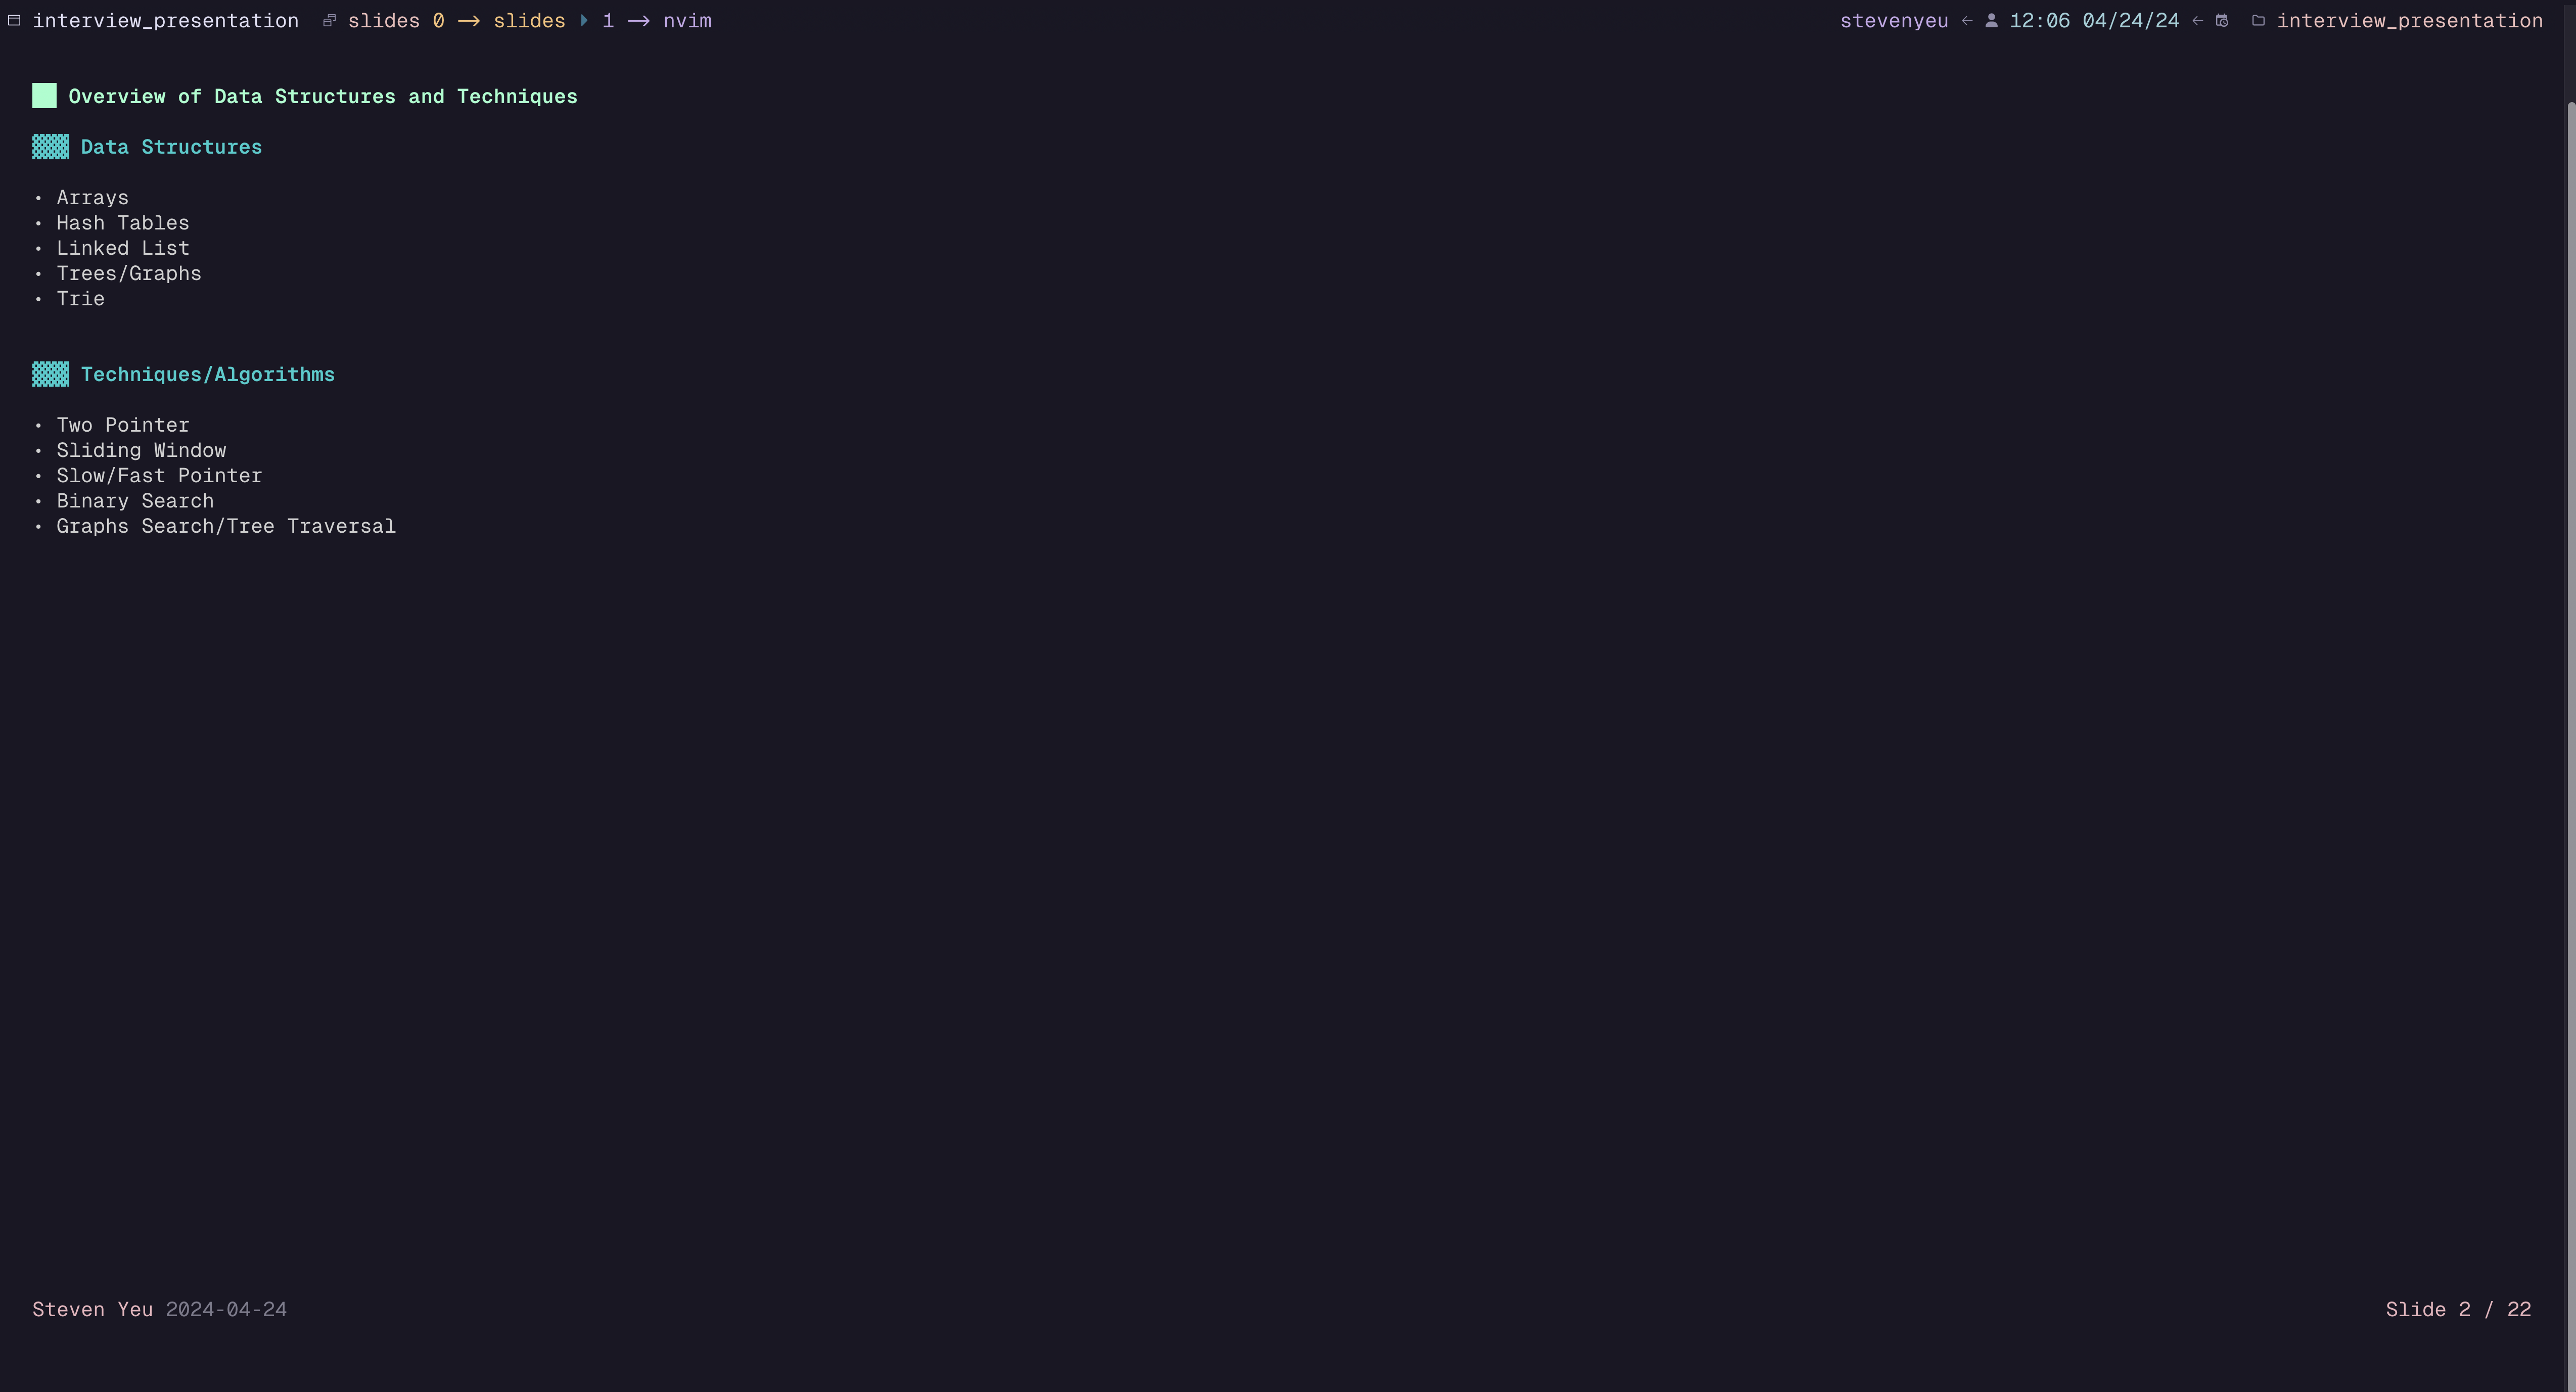 interview_presentation slides 0 → slides 1 → nvim stevenyeu ← 12:06 04/24/24 ← interview_presentation
Overview of Data Structures and Techniques
Data Structures
• Arrays
• Hash Tables
• Linked List
• Trees/Graphs
• Trie
Techniques/Algorithms
• Two Pointer
• Sliding Window
• Slow/Fast Pointer
• Binary Search
• Graphs Search/Tree Traversal
Steven Yeu 2024-04-24 Slide 2 / 22